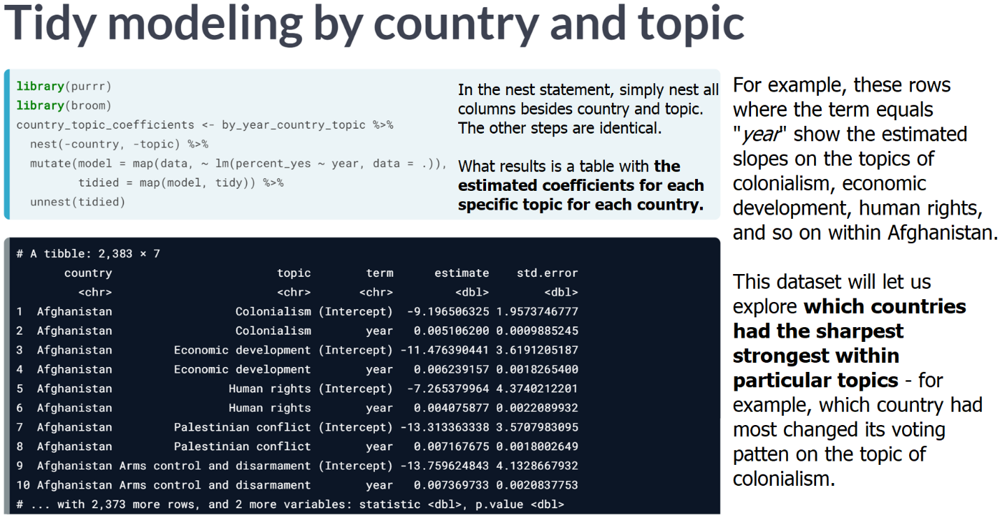 Tidy modeling by country and topic
library(purrr)
library(broom)
country_topic_coefficients <- by_year_country_topic %>%
nest(-country, -topic) %>%
mutate(model = map(data, ~ lm(percent_yes ~ year, data = .)),
tidied = map(model, tidy)) %>%
unnest(tidied)
In the nest statement, simply nest all
columns besides country and topic.
The other steps are identical.
What results is a table with the
estimated coefficients for each
specific topic for each country.
# A tibble: 2,383 × 7
country topic term estimate std.error
<chr> <chr> <chr> <dbl> <dbl>
1 Afghanistan Colonialism (Intercept) -9.196506325 1.9573746777
2 Afghanistan Colonialism year 0.005106200 0.0009885245
3 Afghanistan Economic development (Intercept) -11.476390441 3.6191205187
4 Afghanistan Economic development year 0.006239157 0.0018265400
5 Afghanistan Human rights (Intercept) -7.265379964 4.3740212201
6 Afghanistan Human rights year 0.004075877 0.0022089932
7 Afghanistan Palestinian conflict (Intercept) -13.313363338 3.5707983095
8 Afghanistan Palestinian conflict year 0.007167675 0.0018002649
9 Afghanistan Arms control and disarmament (Intercept) -13.759624843 4.1328667932
10 Afghanistan Arms control and disarmament year 0.007369733 0.0020837753
# ... with 2,373 more rows, and 2 more variables: statistic <dbl>, p.value <dbl>
For example, these rows
where the term equals
"year" show the estimated
slopes on the topics of
colonialism, economic
development, human rights,
and so on within Afghanistan.
This dataset will let us
explore which countries
had the sharpest
strongest within
particular topics - for
example, which country had
most changed its voting
patten on the topic of
colonialism.